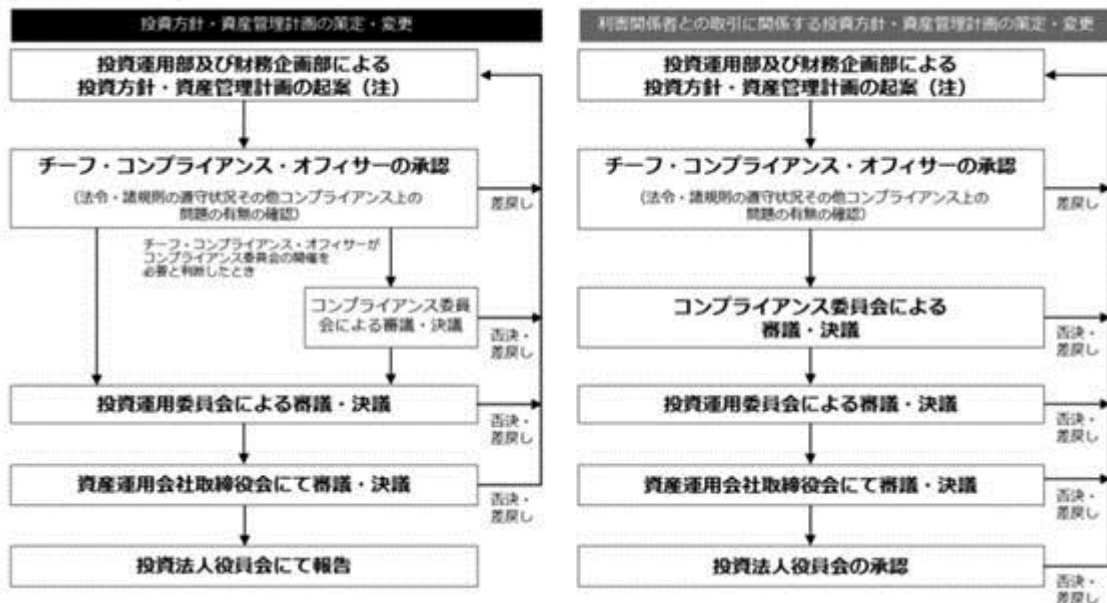 投資方針・資産管理計画の策定・変更
投資運用部及び財務企画部による
投資方針・資産管理計画の起案（注）
チーフ・コンプライアンス・オフィサーの承認
（法令・諸規則の遵守状況その他コンプライアンス上の
問題の有無の確認）
差戻し
チーフ・コンプライアンス・オフィサーが
コンプライアンス委員会の開催を
必要と判断したとき
コンプライアンス委員
会による審議・決議
否決・
差戻し
投資運用委員会による審議・決議
否決・
差戻し
資産運用会社取締役会にて審議・決議
否決・
差戻し
投資法人役員会にて報告
利害関係者との取引に関係する投資方針・資産管理計画の策定・変更
投資運用部及び財務企画部による
投資方針・資産管理計画の起案（注）
チーフ・コンプライアンス・オフィサーの承認
（法令・諸規則の遵守状況その他コンプライアンス上の
問題の有無の確認）
差戻し
コンプライアンス委員会による
審議・決議
否決・
差戻し
投資運用委員会による審議・決議
否決・
差戻し
資産運用会社取締役会にて審議・決議
否決・
差戻し
投資法人役員会の承認
否決・
差戻し